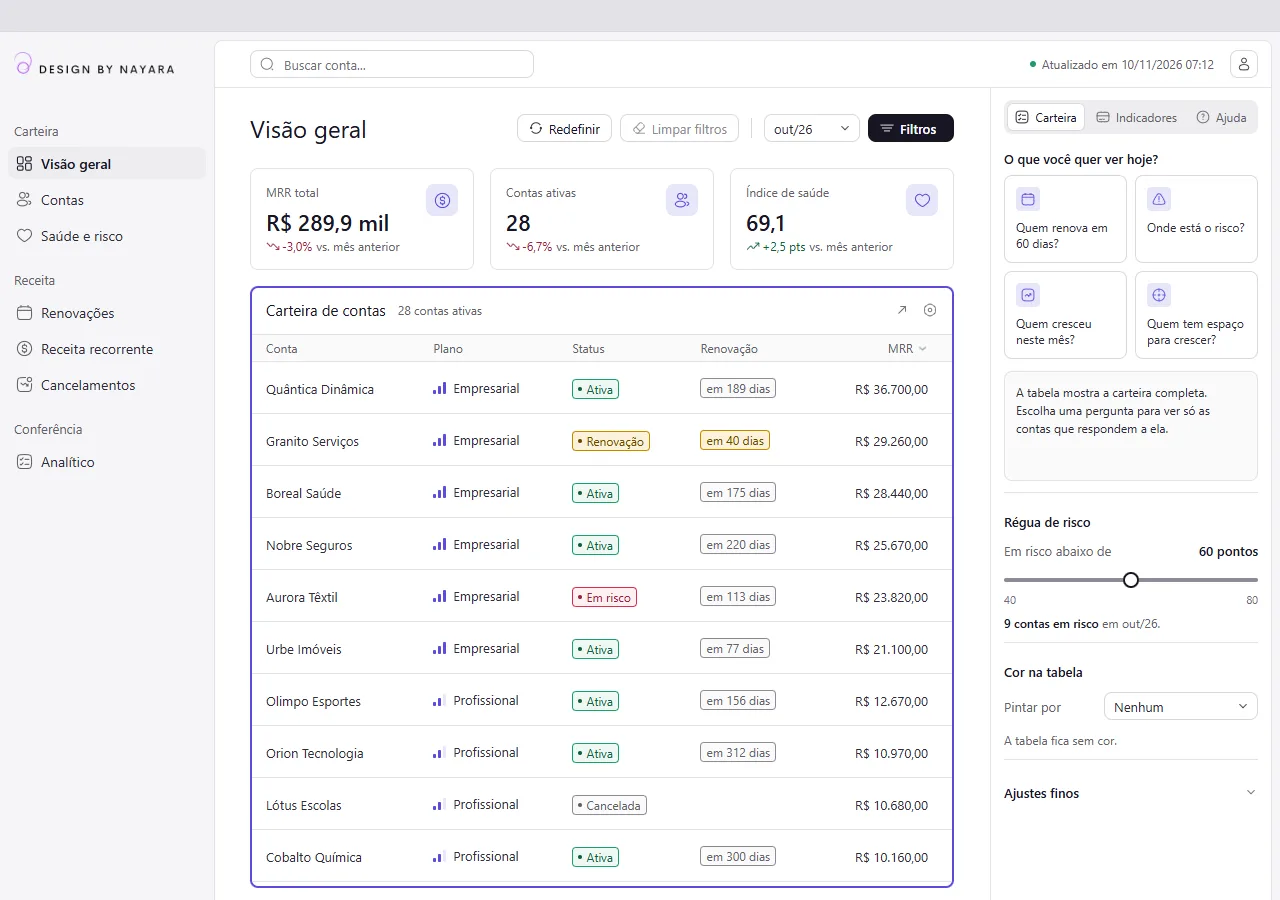 DESIGN BY NAYARA
Carteira
Visão geral
Contas
Saúde e risco
Receita
Renovações
Receita recorrente
Cancelamentos
Conferência
Analítico
Buscar conta...
Atualizado em 10/11/2026 07:12
Visão geral
Redefinir
Limpar filtros
out/26
Filtros
MRR total
R$ 289,9 mil
-3,0% vs. mês anterior
Contas ativas
28
-6,7% vs. mês anterior
Índice de saúde
69,1
+2,5 pts vs. mês anterior
Carteira de contas 28 contas ativas
Conta Plano Status Renovação MRR
Quântica Dinâmica Empresarial Ativa em 189 dias R$ 36.700,00
Granito Serviços Empresarial Renovação em 40 dias R$ 29.260,00
Boreal Saúde Empresarial Ativa em 175 dias R$ 28.440,00
Nobre Seguros Empresarial Ativa em 220 dias R$ 25.670,00
Aurora Têxtil Empresarial Em risco em 113 dias R$ 23.820,00
Urbe Imóveis Empresarial Ativa em 77 dias R$ 21.100,00
Olimpo Esportes Profissional Ativa em 156 dias R$ 12.670,00
Orion Tecnologia Profissional Ativa em 312 dias R$ 10.970,00
Lótus Escolas Profissional Cancelada R$ 10.680,00
Cobalto Química Profissional Ativa em 300 dias R$ 10.160,00
Carteira Indicadores Ajuda
O que você quer ver hoje?
Quem renova em
60 dias?
Onde está o risco?
Quem cresceu
neste mês?
Quem tem espaço
para crescer?
A tabela mostra a carteira completa.
Escolha uma pergunta para ver só as
contas que respondem a ela.
Régua de risco
Em risco abaixo de 60 pontos
40 80
9 contas em risco em out/26.
Cor na tabela
Pintar por Nenhum
A tabela fica sem cor.
Ajustes finos